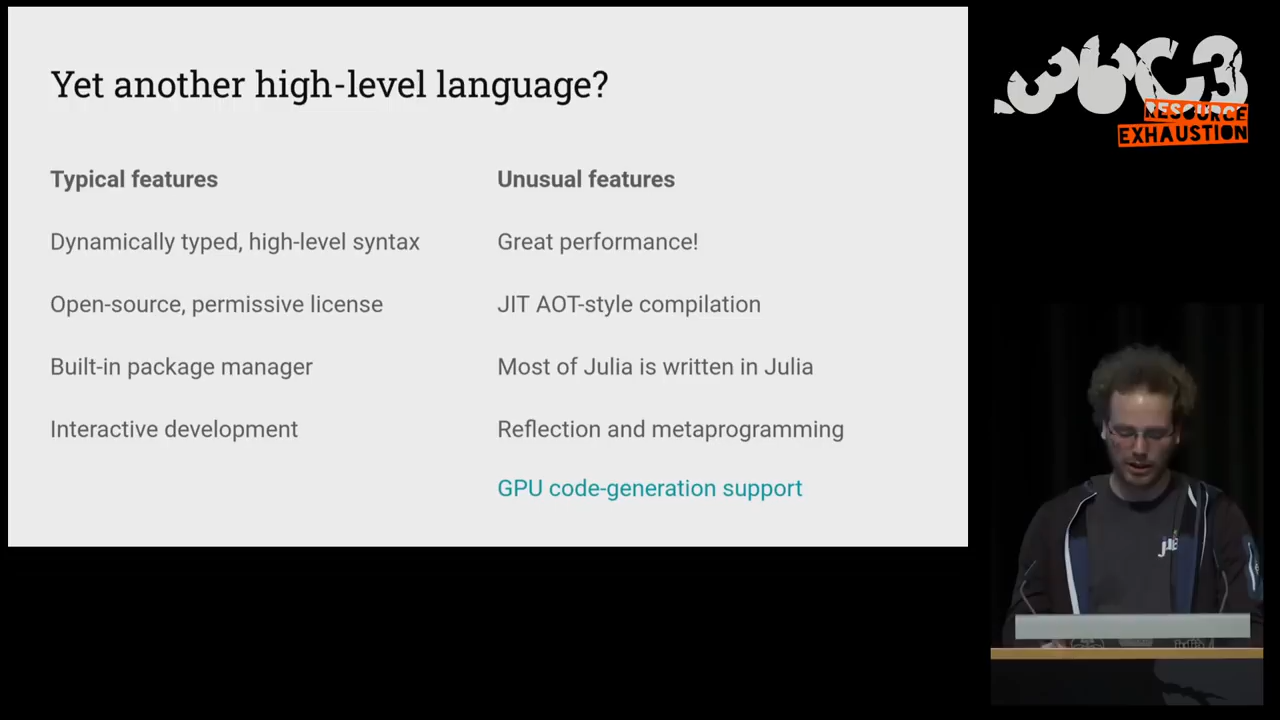 Yet another high-level language?
Typical features
Dynamically typed, high-level syntax
Open-source, permissive license
Built-in package manager
Interactive development
Unusual features
Great performance!
JIT AOT-style compilation
Most of Julia is written in Julia
Reflection and metaprogramming
GPU code-generation support
36C3
RESOURCE
EXHAUSTION